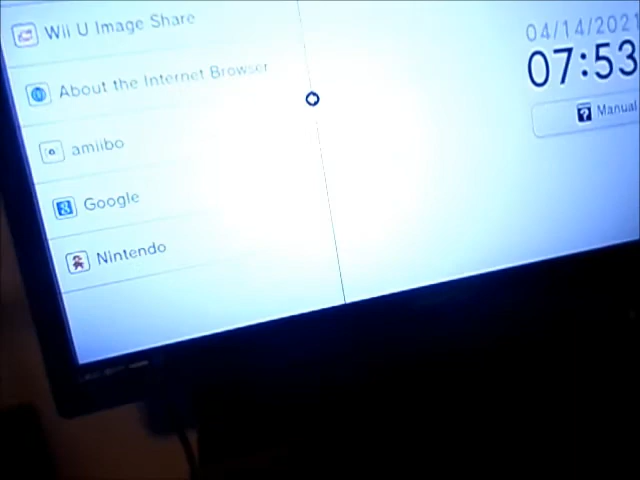 Wii U Image Share
About the Internet Browser
amiibo
Google
Nintendo
04/14/2021
07:53
Manual